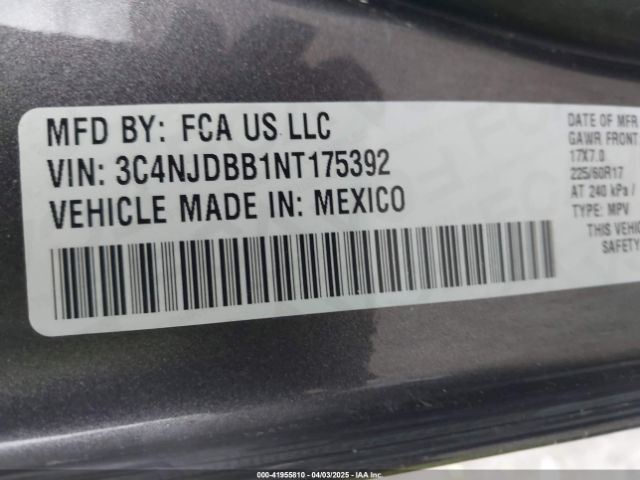 MFD BY: FCA US LLC
VIN: 3C4NJDBB1NT175392
VEHICLE MADE IN: MEXICO
DATE OF MFR
GAWR FRONT
17X7.0
225/60R17
AT 240 kPa /
TYPE: MPV
THIS VEHIC
SAFETY
000-41955810 - 04/03/2025 - IAA Inc.